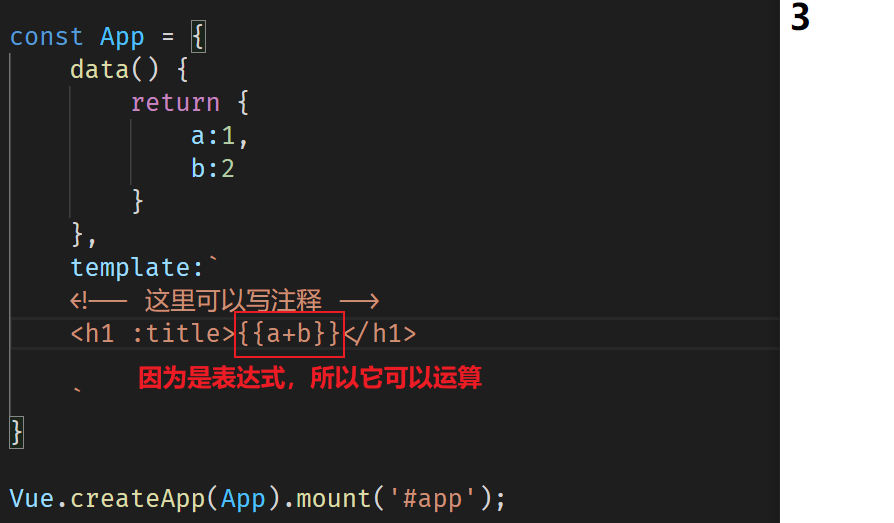 const App = {
data() {
return {
a:1,
b:2
}
},
template:`
<!-- 这里可以写注释 -->
<h1 :title>{{a+b}}</h1>
因为是表达式，所以它可以运算
`
}
Vue.createApp(App).mount('#app');
3